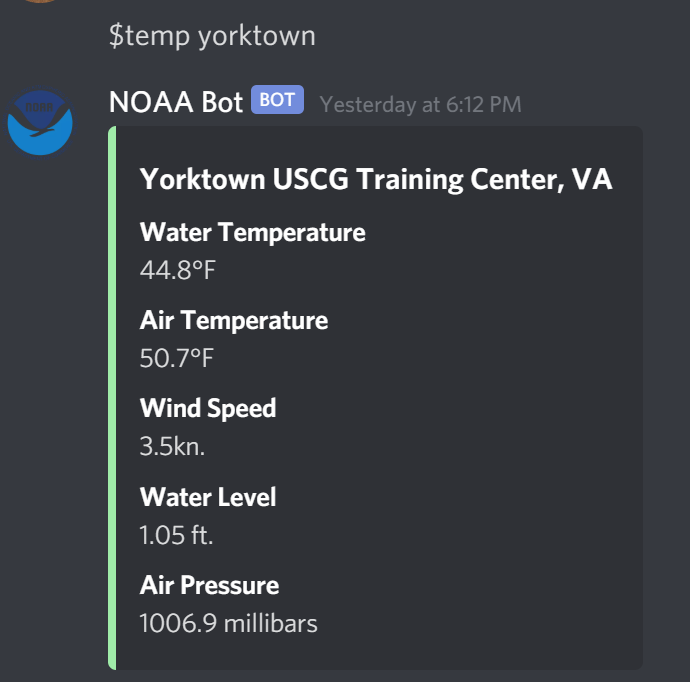 $temp yorktown
NOAA Bot BOT Yesterday at 6:12 PM
NOAA
Yorktown USCG Training Center, VA
Water Temperature
44.8°F
Air Temperature
50.7°F
Wind Speed
3.5kn.
Water Level
1.05 ft.
Air Pressure
1006.9 millibars